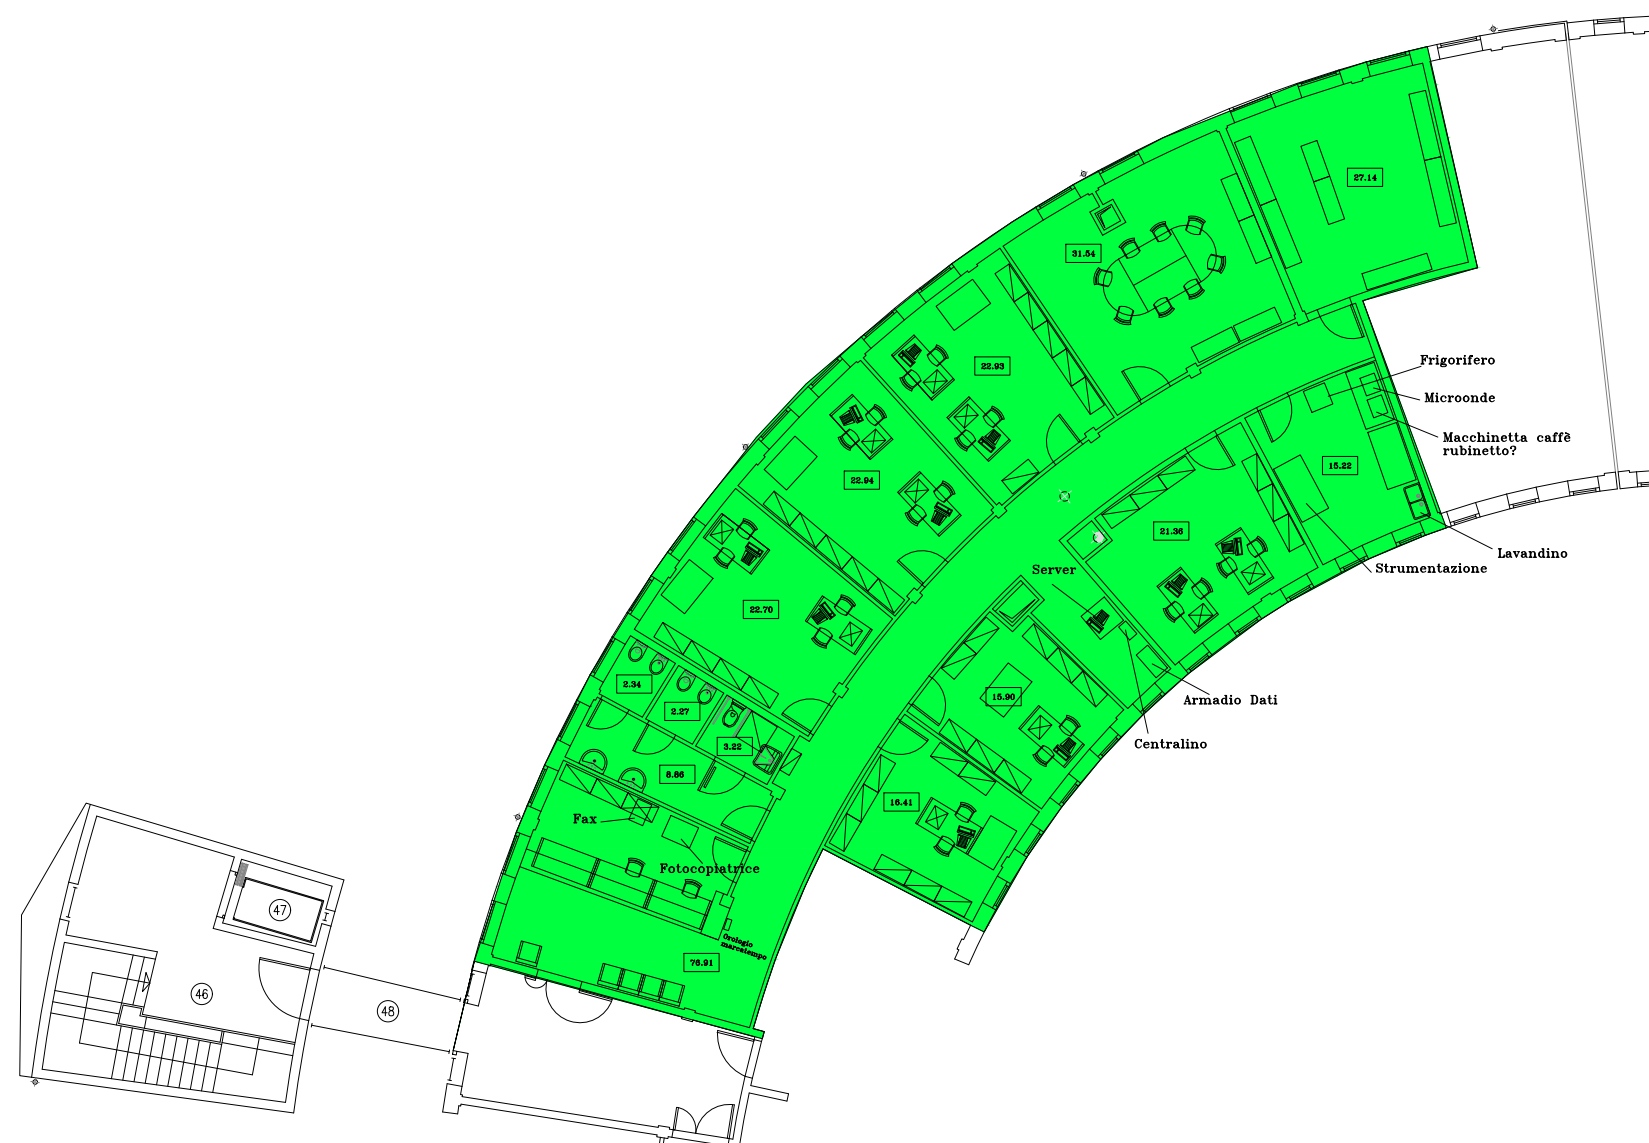 27.14
31.54
22.93
Frigorifero
Microonde
Macchinetta caffè
rubinetto?
15.22
22.94
21.36
Lavandino
Strumentazione
Server
22.70
2.34
15.90
Armadio Dati
2.27
3.22
Centralino
8.86
16.41
Fax
Fotocopiatrice
Orologio
marcatempo
76.91
47
46
48